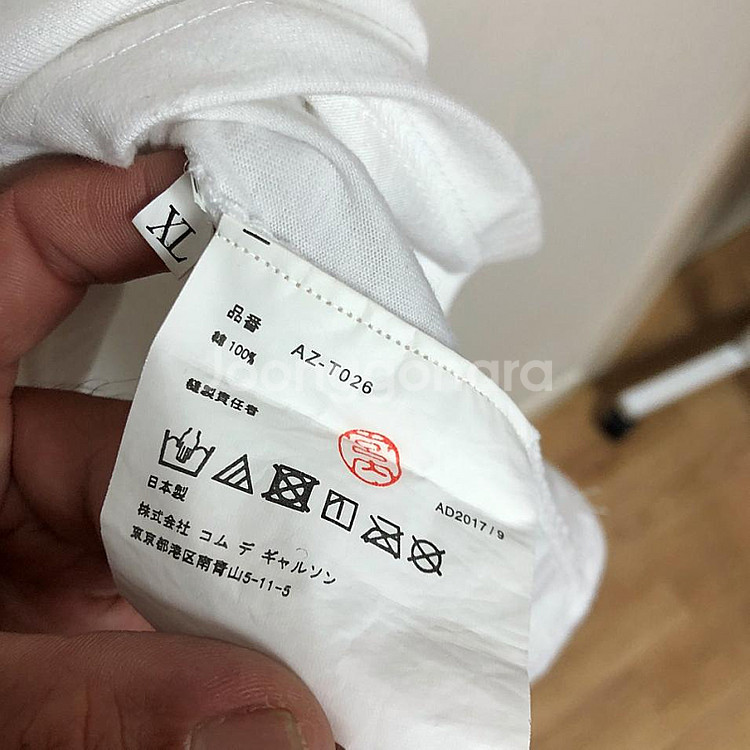 XL
品番 AZ-T026
綿 100%
縫製責任者
日本製
AD2017/9
株式会社 コム デ ギャルソン
東京都港区南青山5-11-5
joonggonara